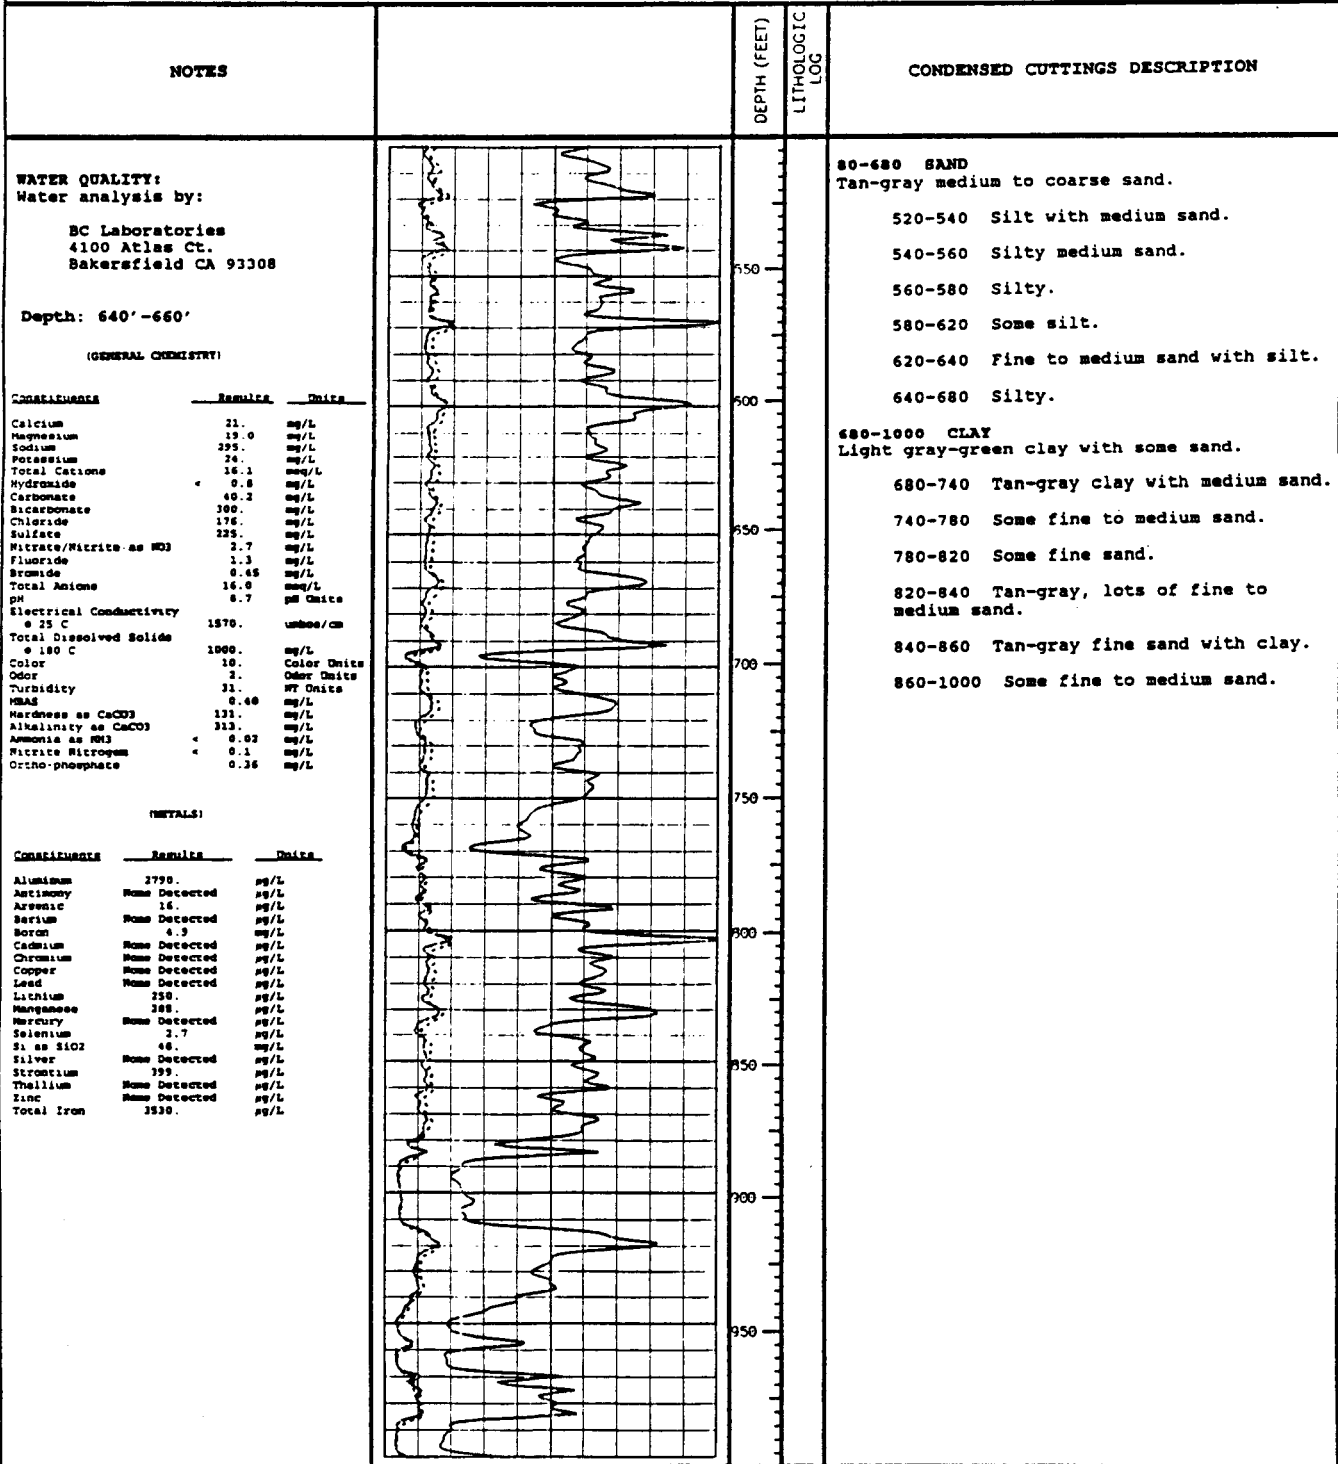 NOTES
DEPTH (FEET)
LITHOLOGIC
LOG
CONDENSED CUTTINGS DESCRIPTION
WATER QUALITY:
Water analysis by:
BC Laboratories
4100 Atlas Ct.
Bakersfield CA 93308
Depth: 640'-660'
(GENERAL CHEMISTRY)
Constituents Results Units
Calcium 21. mg/L
Magnesium 19.0 mg/L
Sodium 295. mg/L
Potassium 24. mg/L
Total Cations 16.1 meq/L
Hydroxide < 0.8 mg/L
Carbonate 40.2 mg/L
Bicarbonate 300. mg/L
Chloride 176. mg/L
Sulfate 225. mg/L
Nitrate/Nitrite as NO3 2.7 mg/L
Fluoride 1.3 mg/L
Bromide 0.45 mg/L
Total Anions 16.0 meq/L
pH 8.7 pH Units
Electrical Conductivity
@ 25 C 1570. umhos/cm
Total Dissolved Solids
@ 180 C 1000. mg/L
Color 10. Color Units
Odor 2. Odor Units
Turbidity 31. NT Units
MBAS 0.40 mg/L
Hardness as CaCO3 131. mg/L
Alkalinity as CaCO3 313. mg/L
Ammonia as NH3 < 0.02 mg/L
Nitrite Nitrogen < 0.1 mg/L
Ortho-phosphate 0.36 mg/L
(METALS)
Constituents Results Units
Aluminum 2790. µg/L
Antimony None Detected µg/L
Arsenic 16. µg/L
Barium None Detected µg/L
Boron 4.9 µg/L
Cadmium None Detected µg/L
Chromium None Detected µg/L
Copper None Detected µg/L
Lead None Detected µg/L
Lithium 250. µg/L
Manganese µg/L
Mercury None Detected µg/L
Selenium 2.7 µg/L
Si as SiO2 46. mg/L
Silver None Detected µg/L
Strontium 399. µg/L
Thallium None Detected µg/L
Zinc None Detected µg/L
Total Iron 3530. µg/L
550
600
650
700
750
800
850
900
950
80-680 SAND
Tan-gray medium to coarse sand.
520-540 Silt with medium sand.
540-560 Silty medium sand.
560-580 Silty.
580-620 Some silt.
620-640 Fine to medium sand with silt.
640-680 Silty.
680-1000 CLAY
Light gray-green clay with some sand.
680-740 Tan-gray clay with medium sand.
740-780 Some fine to medium sand.
780-820 Some fine sand.
820-840 Tan-gray, lots of fine to
medium sand.
840-860 Tan-gray fine sand with clay.
860-1000 Some fine to medium sand.